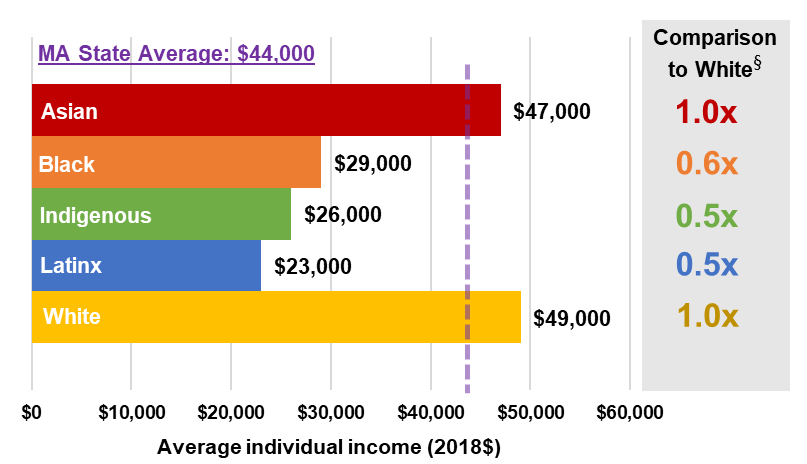 MA State Average: $44,000
Comparison
to White§
Asian
$47,000
1.0x
Black
$29,000
0.6x
Indigenous
$26,000
0.5x
Latinx
$23,000
0.5x
White
$49,000
1.0x
$0 $10,000 $20,000 $30,000 $40,000 $50,000 $60,000
Average individual income (2018$)